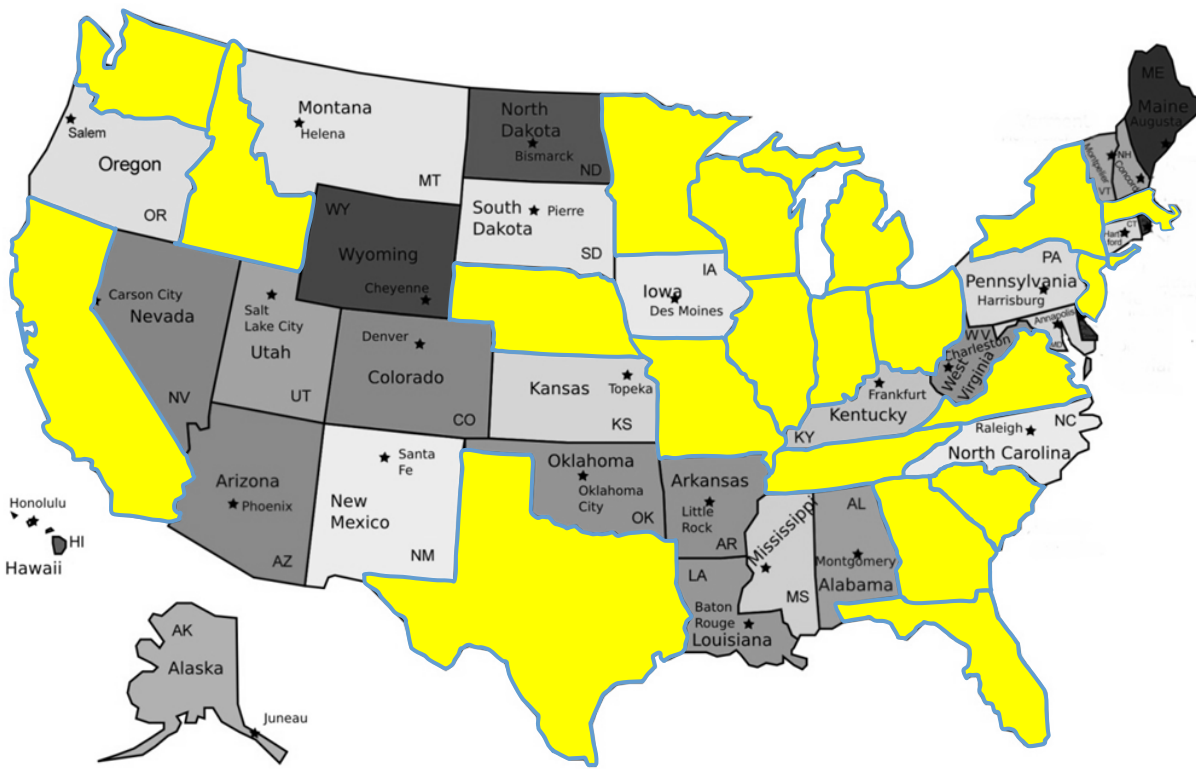 ME
Maine
Augusta
Montana
Helena
MT
North
Dakota
Bismarck
ND
Salem
Oregon
OR
Montpelier
VT
NH
Concord
WY
Wyoming
Cheyenne
South
Dakota
Pierre
SD
CT
Hart
ford
IA
Iowa
Des Moines
PA
Pennsylvania
Harrisburg
Carson City
Nevada
NV
Salt
Lake City
Utah
UT
Denver
Colorado
CO
Kansas
Topeka
KS
Annapolis
MD
WV
Charleston
West
Virginia
Frankfurt
Kentucky
KY
Raleigh
NC
North Carolina
Arizona
Phoenix
AZ
Santa
Fe
New
Mexico
NM
Oklahoma
Oklahoma
City
OK
Arkansas
Little
Rock
AR
Mississippi
MS
AL
Montgomery
Alabama
LA
Baton
Rouge
Louisiana
Honolulu
HI
Hawaii
AK
Alaska
Juneau